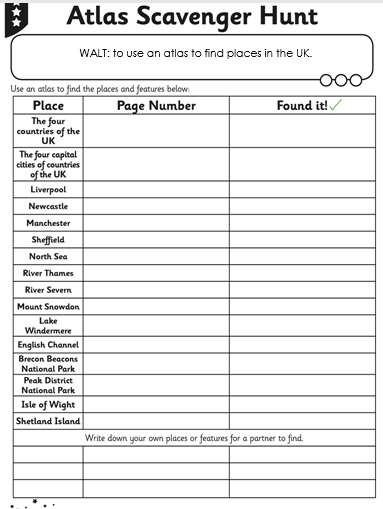 Atlas Scavenger Hunt
WALT: to use an atlas to find places in the UK.
Use an atlas to find the places and features below:
Place Page Number Found it!
The four
countries of the
UK
The four capital
cities of countries
of the UK
Liverpool
Newcastle
Manchester
Sheffield
North Sea
River Thames
River Severn
Mount Snowdon
Lake
Windermere
English Channel
Brecon Beacons
National Park
Peak District
National Park
Isle of Wight
Shetland Island
Write down your own places or features for a partner to find.